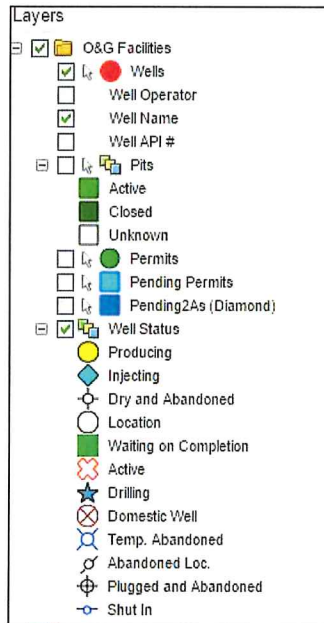 Layers
O&G Facilities
Wells
Well Operator
Well Name
Well API #
Pits
Active
Closed
Unknown
Permits
Pending Permits
Pending2As (Diamond)
Well Status
Producing
Injecting
Dry and Abandoned
Location
Waiting on Completion
Active
Drilling
Domestic Well
Temp. Abandoned
Abandoned Loc.
Plugged and Abandoned
Shut In